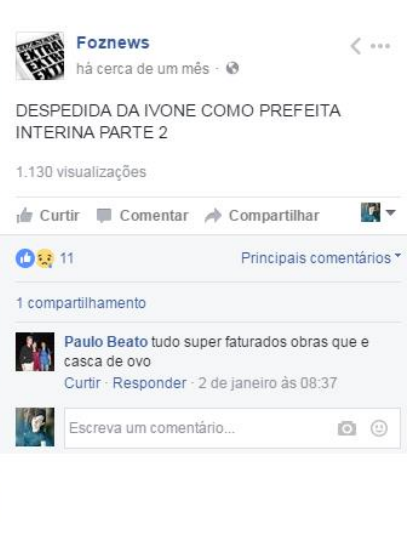 Foznews
há cerca de um mês ·
DESPEDIDA DA IVONE COMO PREFEITA
INTERINA PARTE 2
1.130 visualizações
Curtir Comentar Compartilhar
11 Principais comentários
1 compartilhamento
Paulo Beato tudo super faturados obras que e
casca de ovo
Curtir · Responder · 2 de janeiro às 08:37
Escreva um comentário...